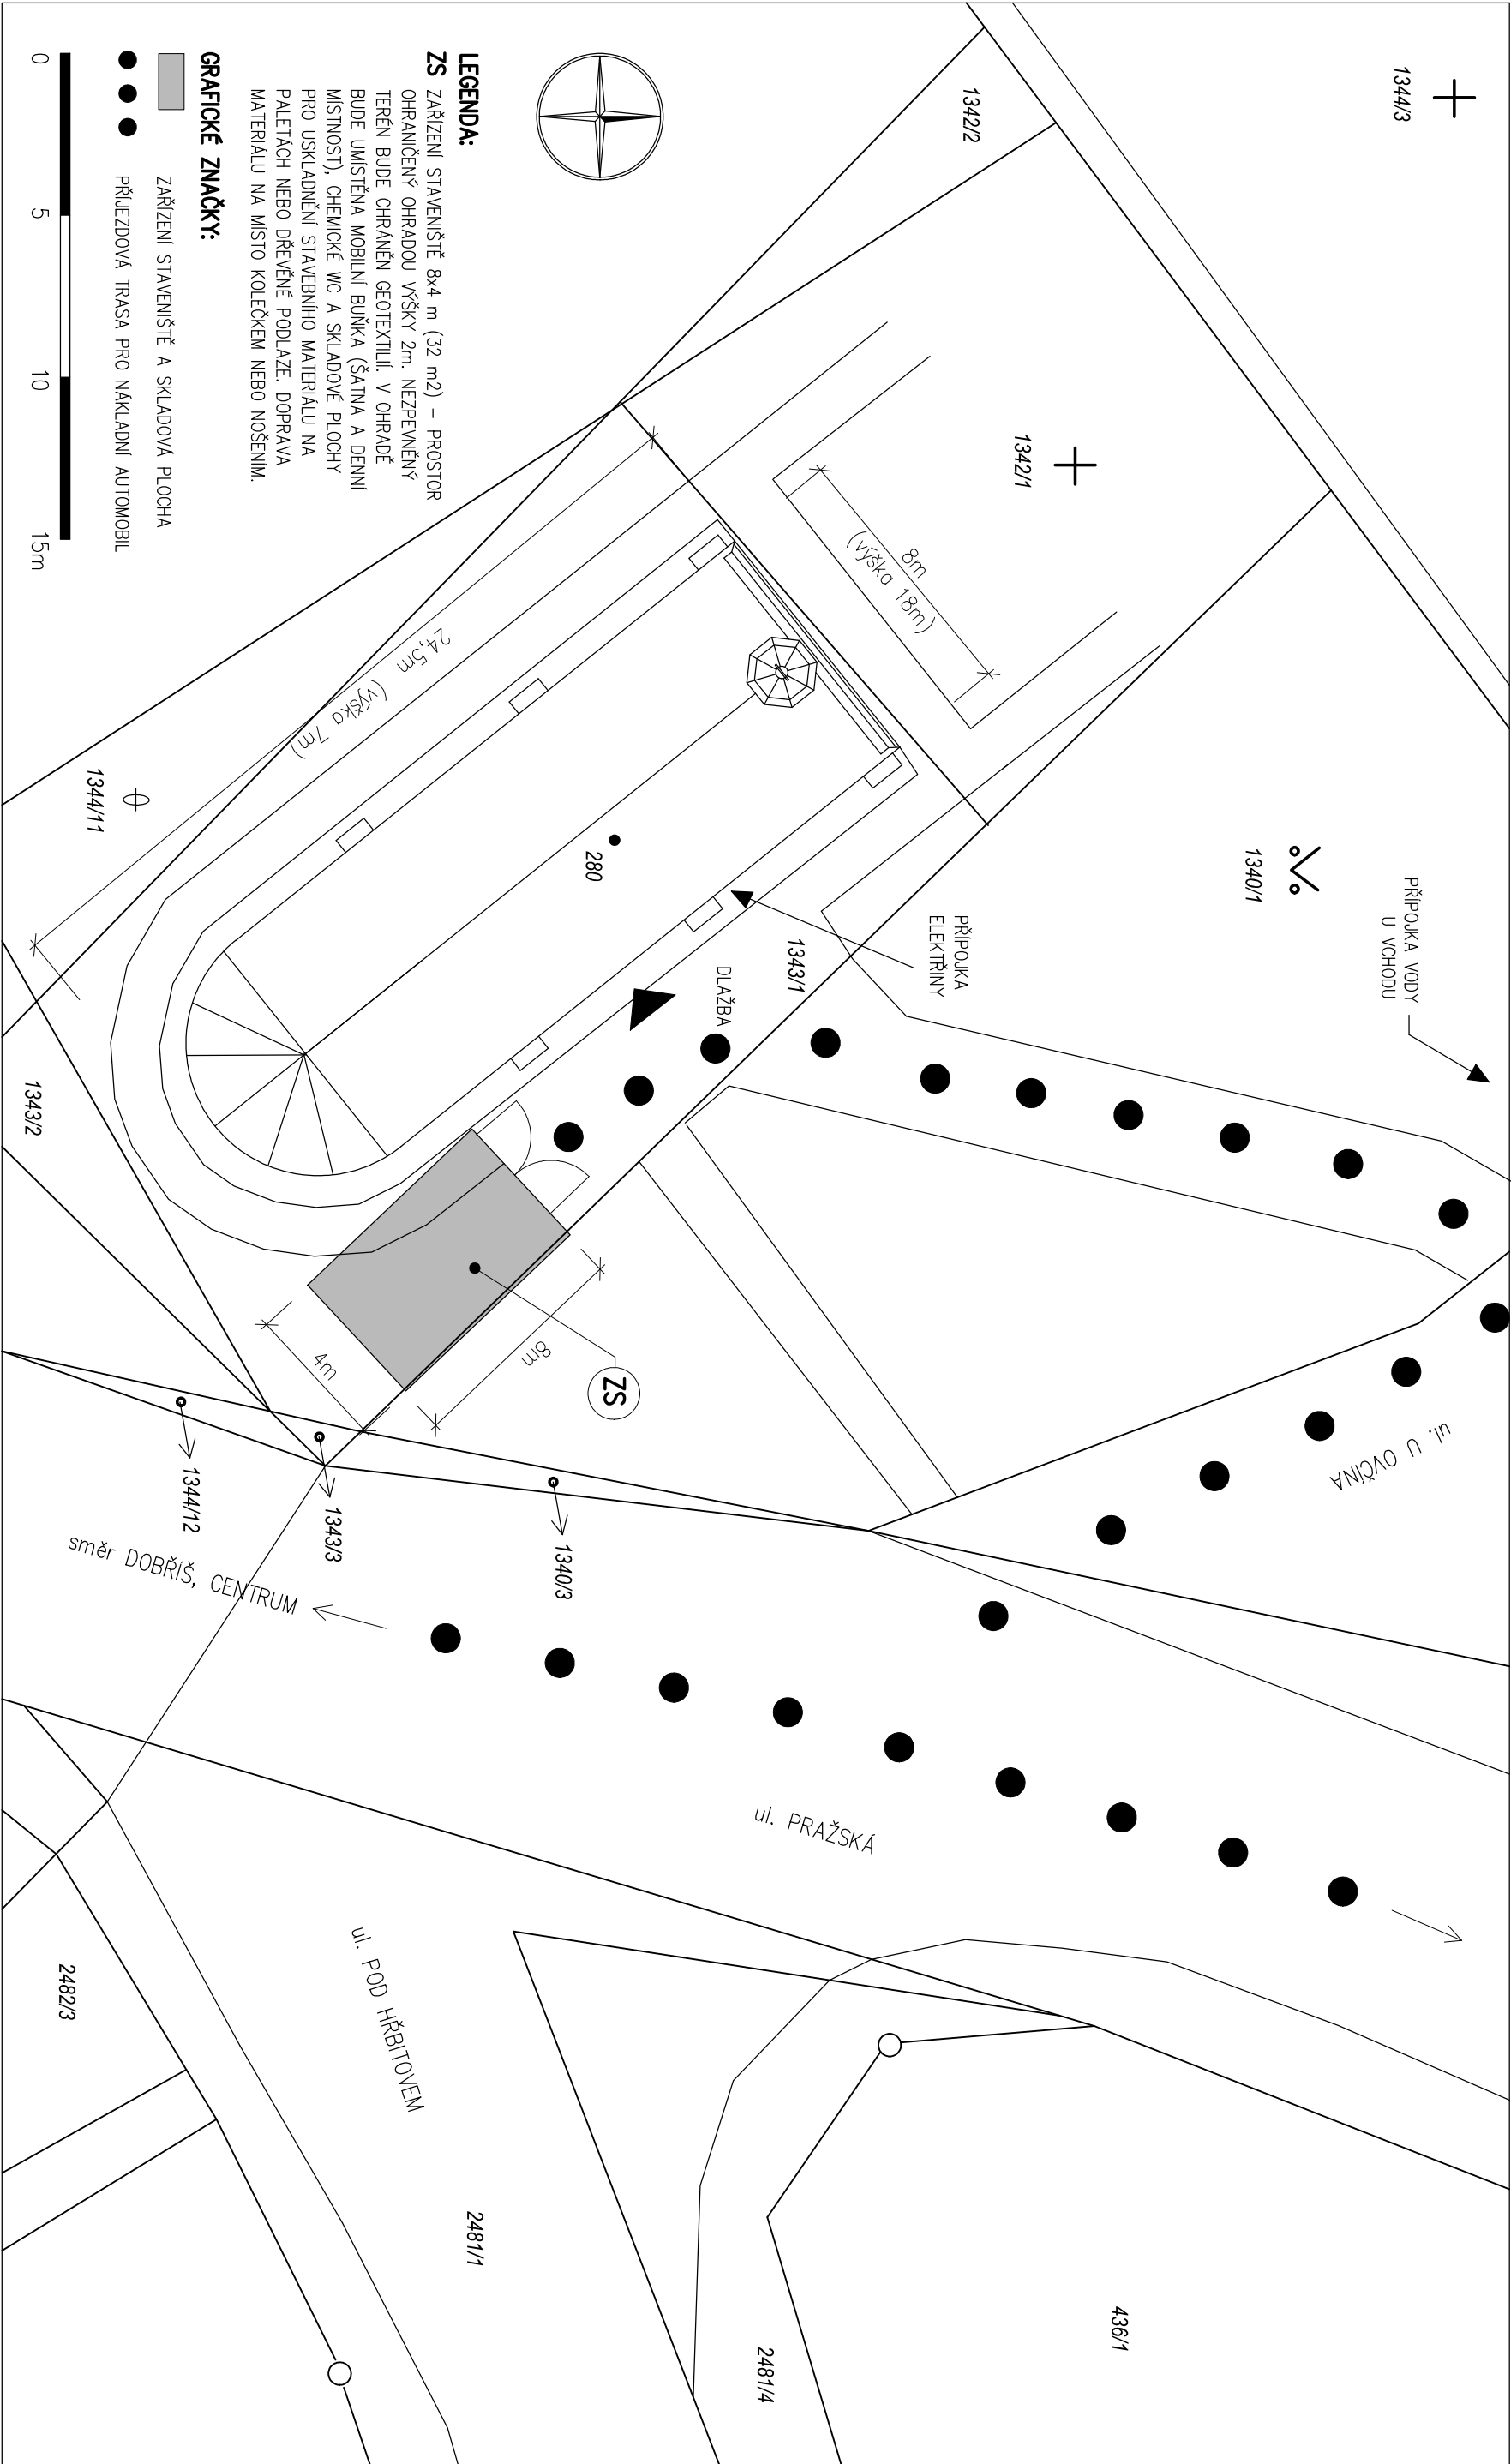 1344/3
1342/2
1342/1
1340/1
PŘÍPOJKA VODY
U VCHODU
8m
(výška 18m)
24,5m (výška 7m)
280
PŘÍPOJKA
ELEKTŘINY
1343/1
DLAŽBA
1344/11
1343/2
ZS
8m
4m
ul. U OVČÍNA
1340/3
1343/3
1344/12
směr DOBŘÍŠ, CENTRUM
ul. PRAŽSKÁ
ul. POD HŘBITOVEM
2482/3
2481/1
2481/4
436/1
LEGENDA:
ZS ZAŘÍZENÍ STAVENIŠTĚ 8x4 m (32 m2) – PROSTOR
OHRANIČENÝ OHRADOU VÝŠKY 2m. NEZPEVNĚNÝ
TERÉN BUDE CHRÁNĚN GEOTEXTILIÍ. V OHRADĚ
BUDE UMÍSTĚNA MOBILNÍ BUŇKA (ŠATNA A DENNÍ
MÍSTNOST), CHEMICKÉ WC A SKLADOVÉ PLOCHY
PRO USKLADNĚNÍ STAVEBNÍHO MATERIÁLU NA
PALETÁCH NEBO DŘEVĚNÉ PODLAZE. DOPRAVA
MATERIÁLU NA MÍSTO KOLEČKEM NEBO NOŠENÍM.
GRAFICKÉ ZNAČKY:
ZAŘÍZENÍ STAVENIŠTĚ A SKLADOVÁ PLOCHA
PŘÍJEZDOVÁ TRASA PRO NÁKLADNÍ AUTOMOBIL
0 5 10 15m